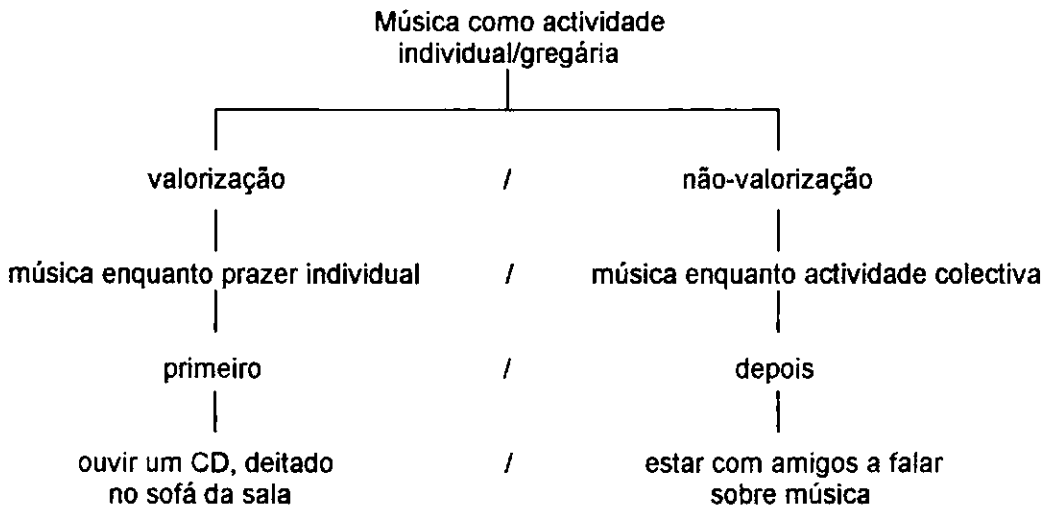 Música como actividade
individual/gregária
valorização / não-valorização
música enquanto prazer individual / música enquanto actividade colectiva
primeiro / depois
ouvir um CD, deitado / estar com amigos a falar
no sofá da sala sobre música